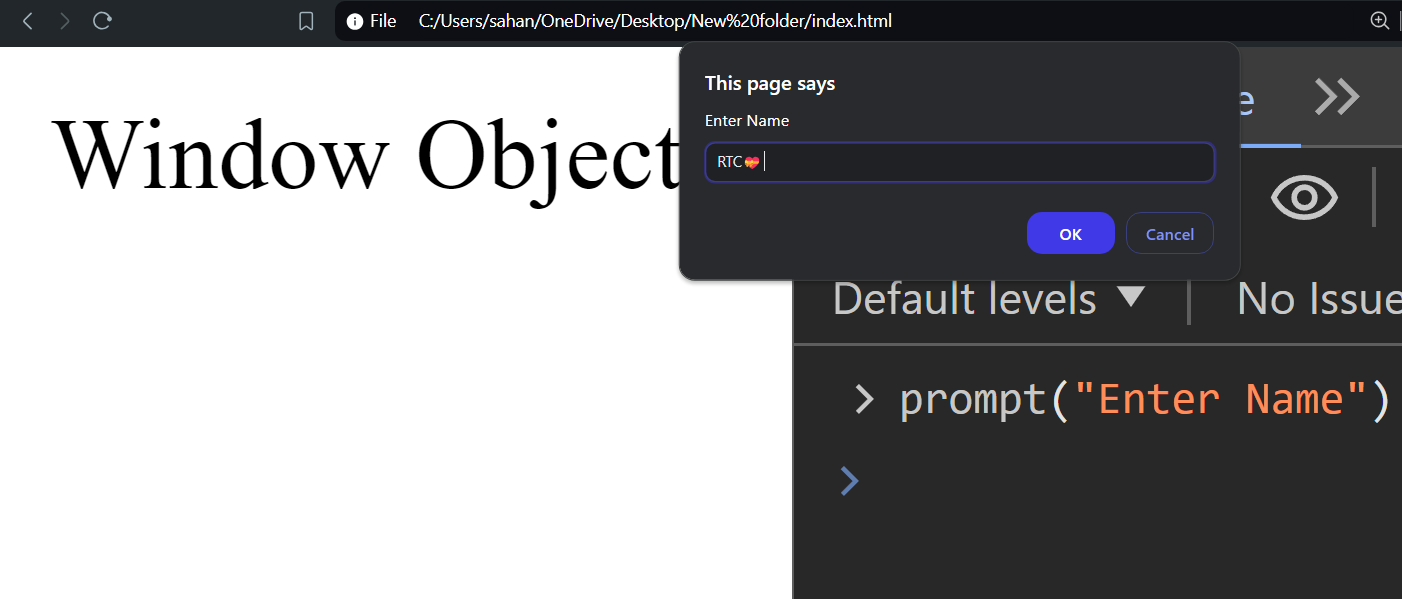 File C:/Users/sahan/OneDrive/Desktop/New%20folder/index.html
Window Object
This page says
Enter Name
RTC💝
OK Cancel
e
Default levels ▼ No Issue
> prompt("Enter Name")
>